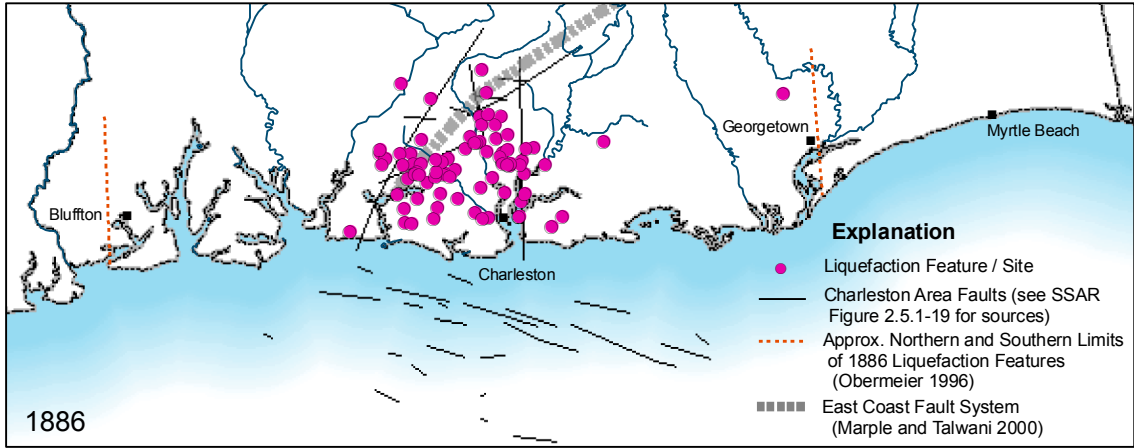 Georgetown
Myrtle Beach
Bluffton
Charleston
Explanation
Liquefaction Feature / Site
Charleston Area Faults (see SSAR
Figure 2.5.1-19 for sources)
Approx. Northern and Southern Limits
of 1886 Liquefaction Features
(Obermeier 1996)
East Coast Fault System
(Marple and Talwani 2000)
1886